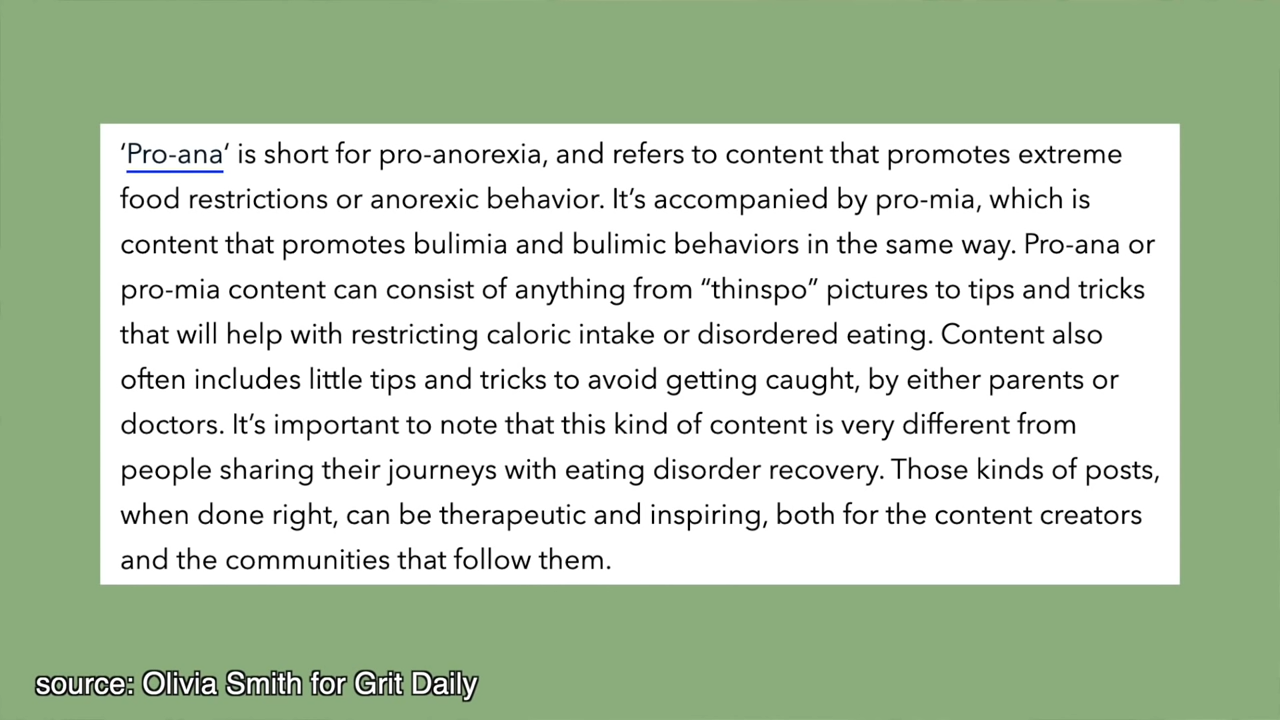 ‘Pro-ana‘ is short for pro-anorexia, and refers to content that promotes extreme
food restrictions or anorexic behavior. It’s accompanied by pro-mia, which is
content that promotes bulimia and bulimic behaviors in the same way. Pro-ana or
pro-mia content can consist of anything from “thinspo” pictures to tips and tricks
that will help with restricting caloric intake or disordered eating. Content also
often includes little tips and tricks to avoid getting caught, by either parents or
doctors. It’s important to note that this kind of content is very different from
people sharing their journeys with eating disorder recovery. Those kinds of posts,
when done right, can be therapeutic and inspiring, both for the content creators
and the communities that follow them.
source: Olivia Smith for Grit Daily